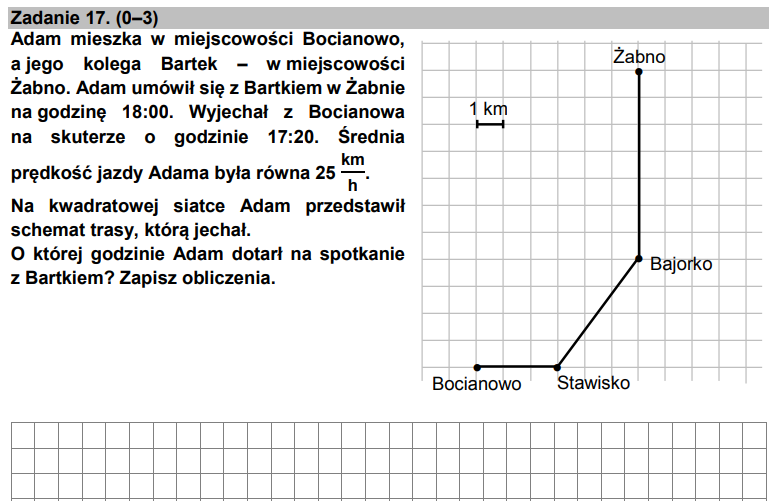 Zadanie 17. (0–3)
Adam mieszka w miejscowości Bocianowo,
a jego kolega Bartek – w miejscowości
Żabno. Adam umówił się z Bartkiem w Żabnie
na godzinę 18:00. Wyjechał z Bocianowa
na skuterze o godzinie 17:20. Średnia
prędkość jazdy Adama była równa 25 km/h.
Na kwadratowej siatce Adam przedstawił
schemat trasy, którą jechał.
O której godzinie Adam dotarł na spotkanie
z Bartkiem? Zapisz obliczenia.
Żabno
1 km
Bajorko
Bocianowo Stawisko